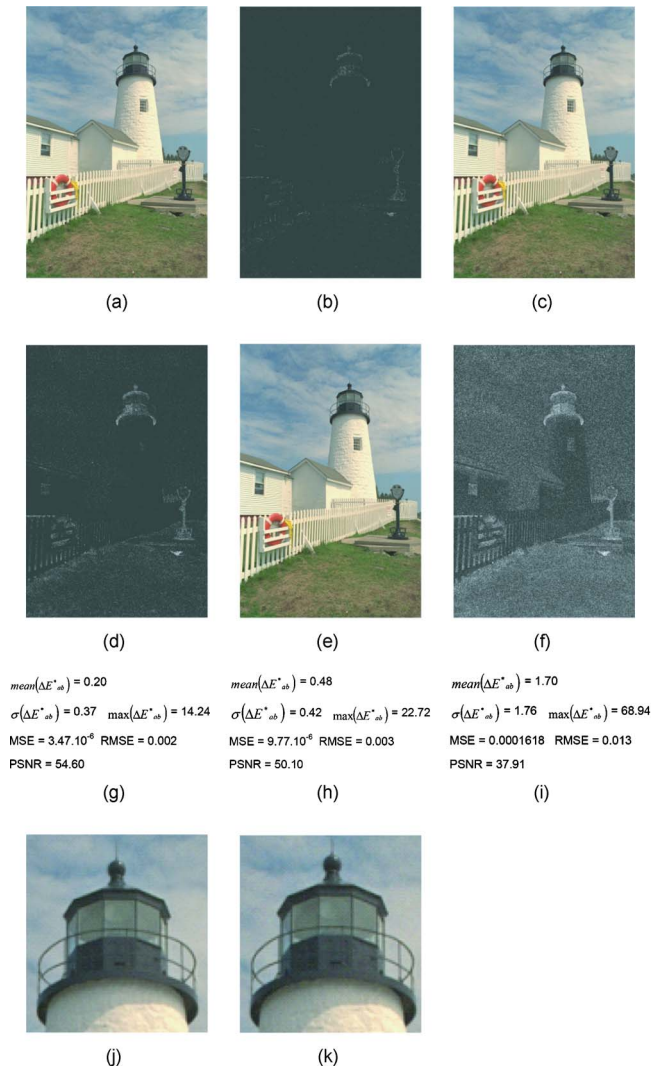 (a) (b) (c)
(d) (e) (f)
mean(ΔE*ab) = 0.20
σ(ΔE*ab) = 0.37 max(ΔE*ab) = 14.24
MSE = 3.47.10-6 RMSE = 0.002
PSNR = 54.60
(g)
mean(ΔE*ab) = 0.48
σ(ΔE*ab) = 0.42 max(ΔE*ab) = 22.72
MSE = 9.77.10-6 RMSE = 0.003
PSNR = 50.10
(h)
mean(ΔE*ab) = 1.70
σ(ΔE*ab) = 1.76 max(ΔE*ab) = 68.94
MSE = 0.0001618 RMSE = 0.013
PSNR = 37.91
(i)
(j) (k)